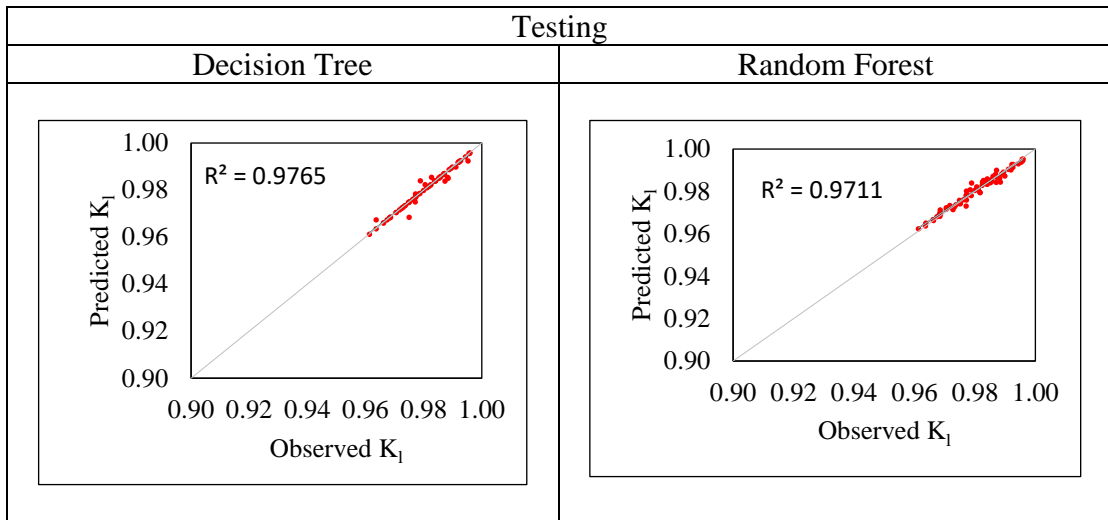 Testing
Decision Tree
Random Forest
1.00
0.98
0.96
0.94
0.92
0.90
Predicted Kₗ
R² = 0.9765
0.90 0.92 0.94 0.96 0.98 1.00
Observed Kₗ
1.00
0.98
0.96
0.94
0.92
0.90
Predicted Kₗ
R² = 0.9711
0.90 0.92 0.94 0.96 0.98 1.00
Observed Kₗ